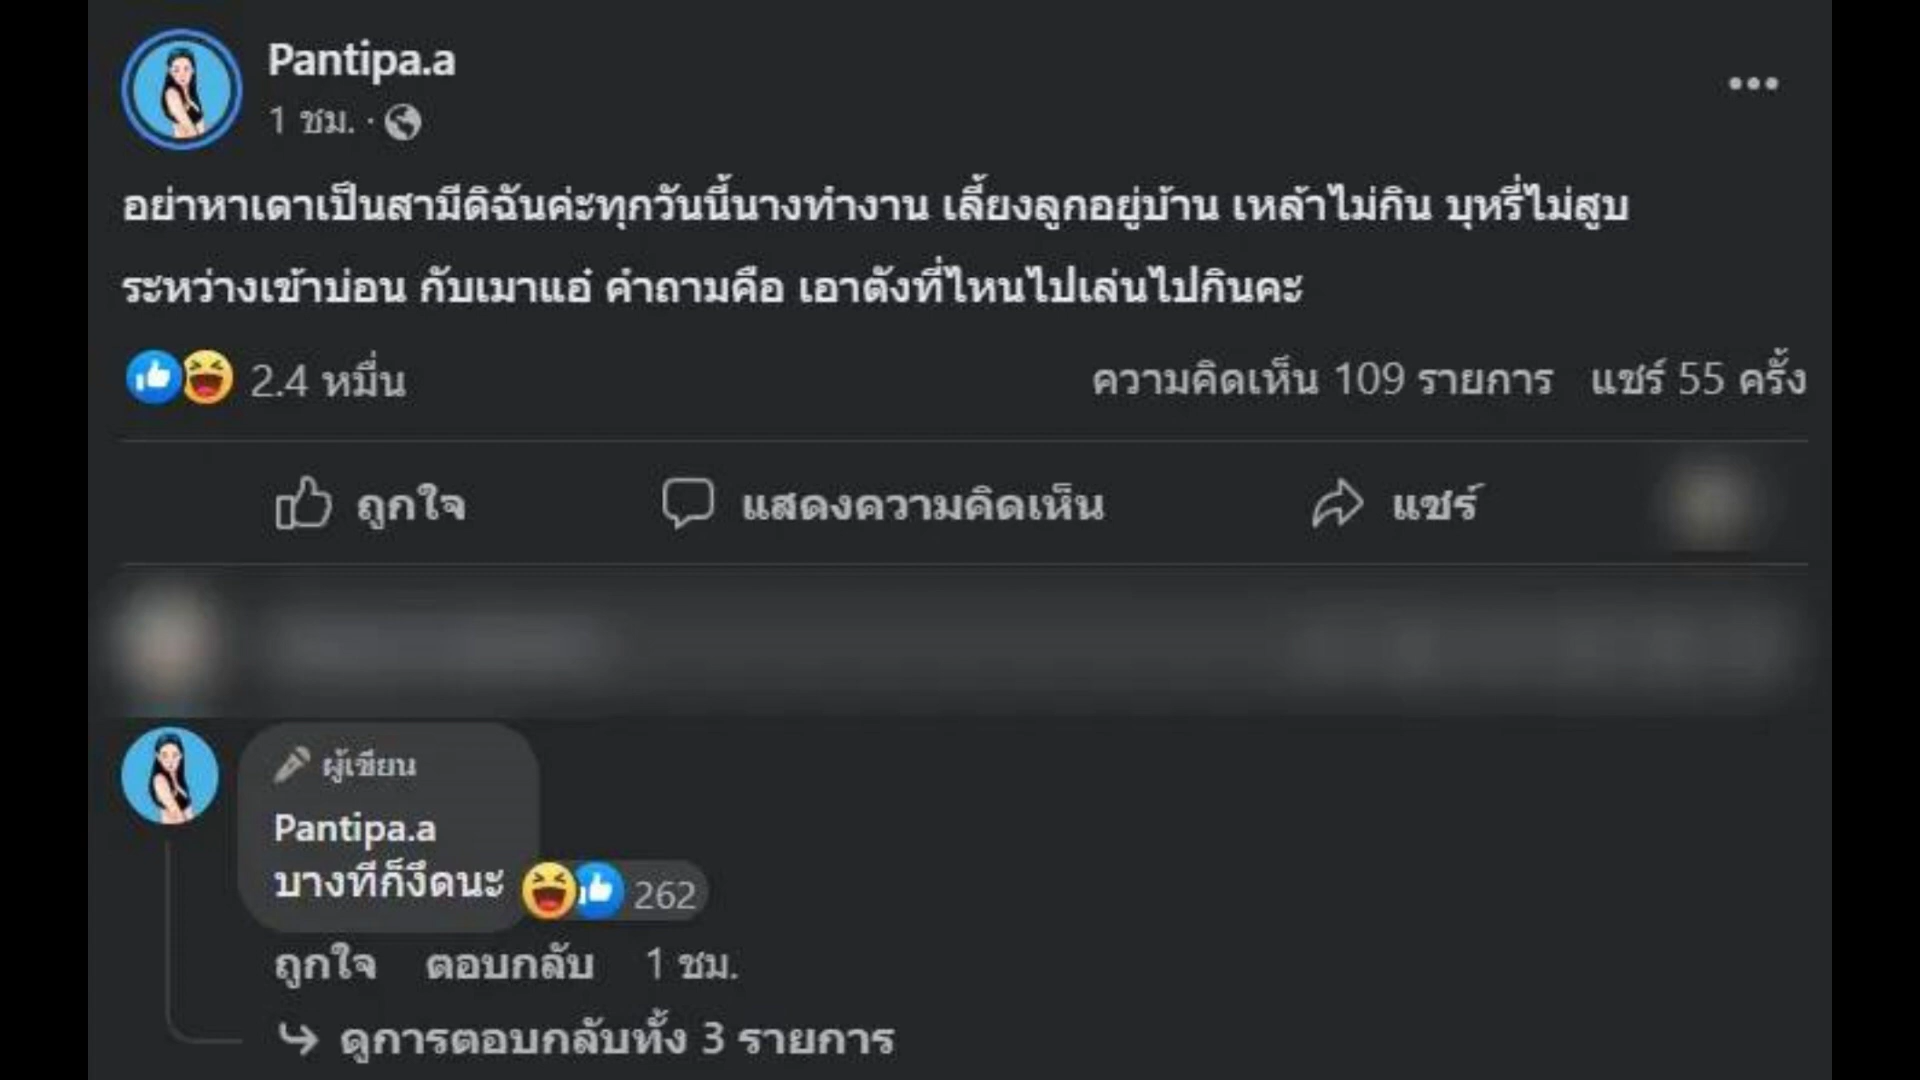 Pantipa.a
1 ชม. ·
อย่าหาเดาเป็นสามีดิฉันค่ะทุกวันนี้นางทำงาน เลี้ยงลูกอยู่บ้าน เหล้าไม่กิน บุหรี่ไม่สูบ
ระหว่างเข้าบ่อน กับเมาแอ๋ คำถามคือ เอาตังที่ไหนไปเล่นไปกินคะ
2.4 หมื่น ความคิดเห็น 109 รายการ แชร์ 55 ครั้ง
ถูกใจ แสดงความคิดเห็น แชร์
ผู้เขียน
Pantipa.a
บางทีก็งึดนะ 262
ถูกใจ ตอบกลับ 1 ชม.
ดูการตอบกลับทั้ง 3 รายการ